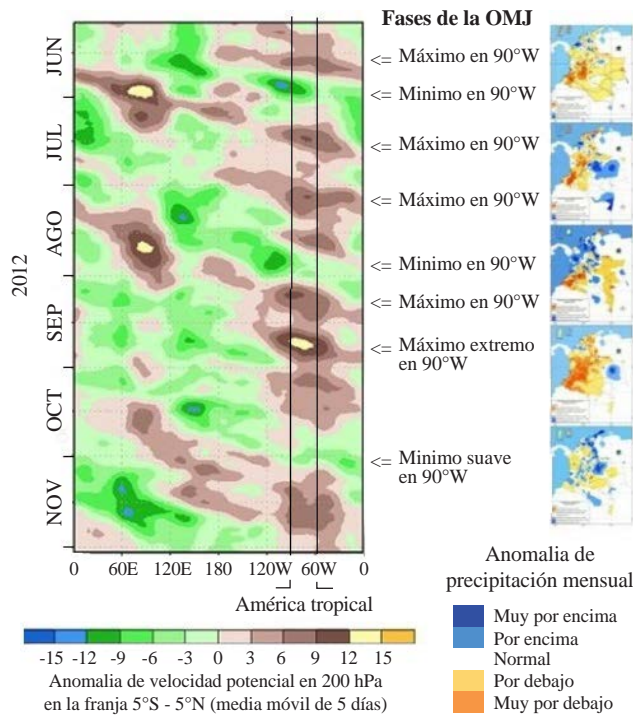 Fases de la OMJ
JUN
JUL
AGO
SEP
OCT
NOV
2012
<= Máximo en 90°W
<= Minimo en 90°W
<= Máximo en 90°W
<= Máximo en 90°W
<= Minimo en 90°W
<= Máximo en 90°W
<= Máximo extremo
en 90°W
<= Minimo suave
en 90°W
0 60E 120E 180 120W 60W 0
América tropical
-15 -12 -9 -6 -3 0 3 6 9 12 15
Anomalia de velocidad potencial en 200 hPa
en la franja 5°S - 5°N (media móvil de 5 días)
Anomalia de
precipitación mensual
Muy por encima
Por encima
Normal
Por debajo
Muy por debajo